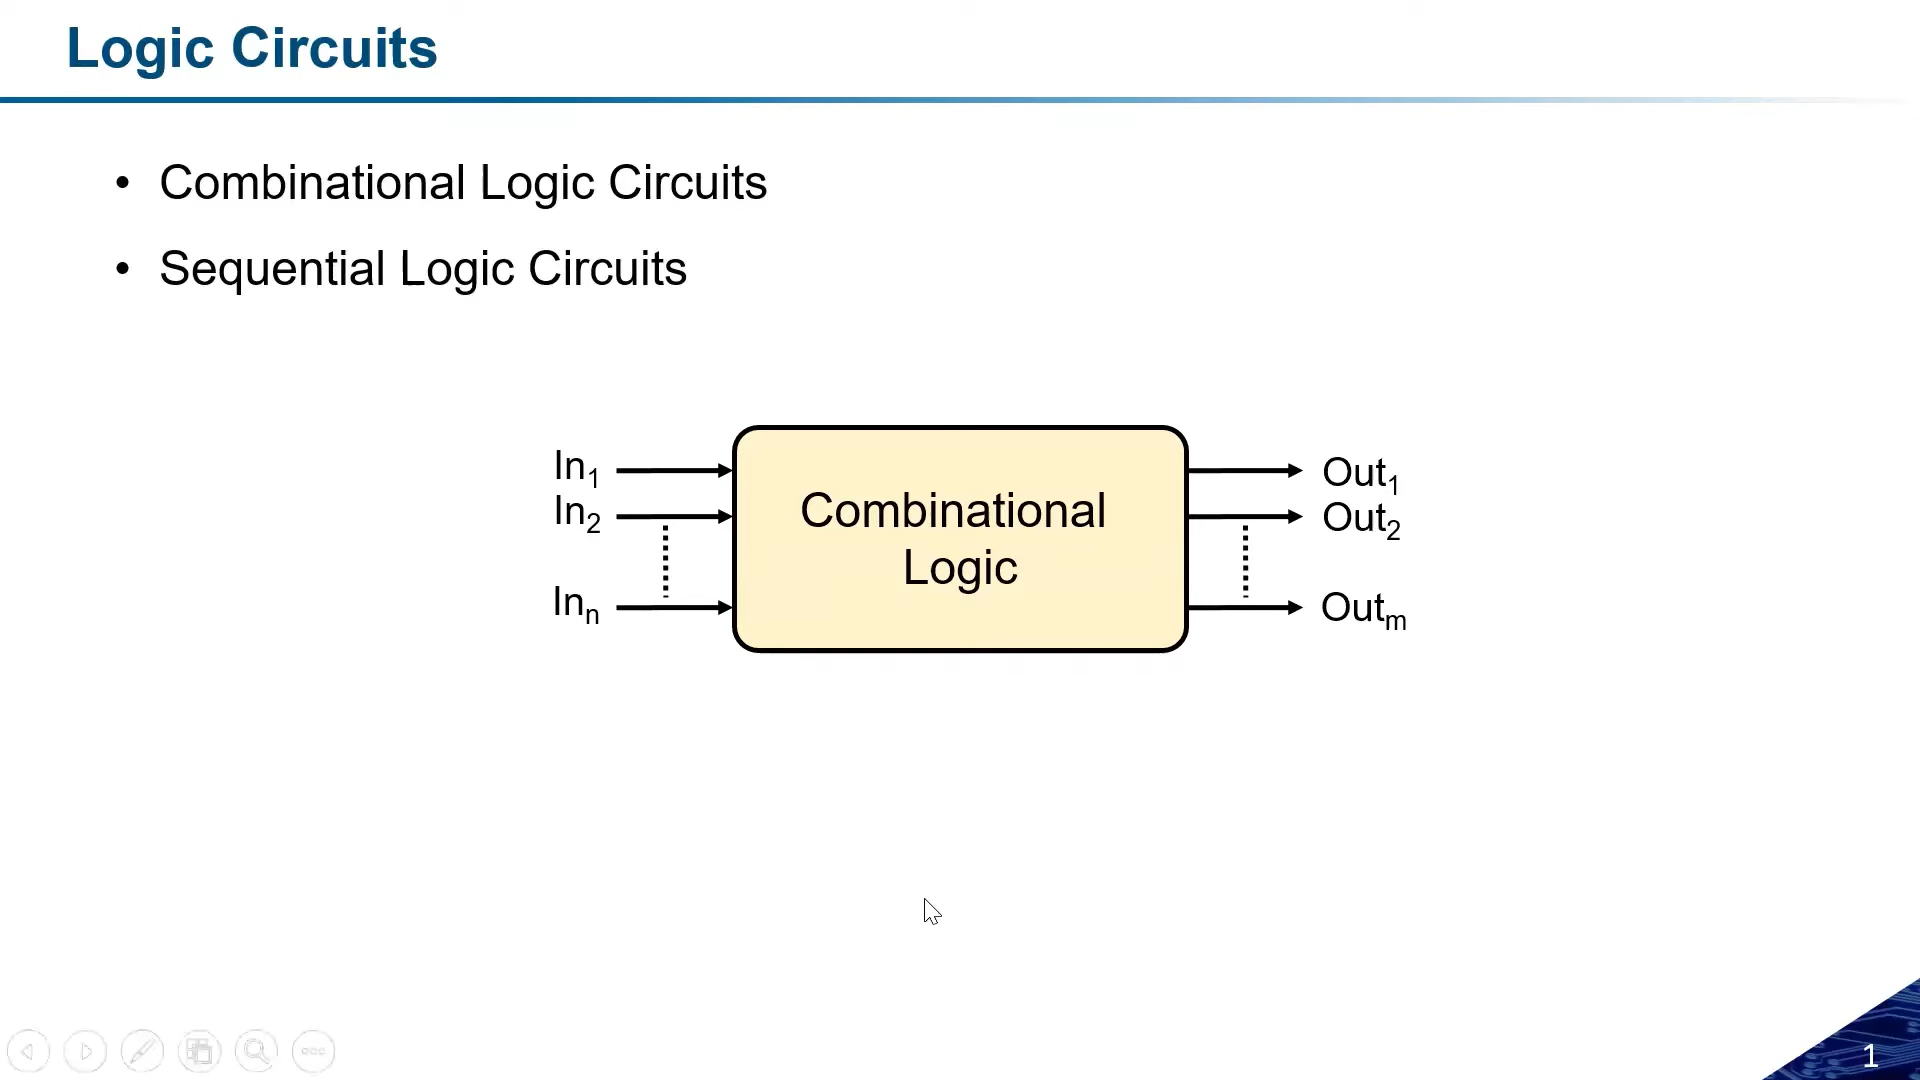 Logic Circuits
• Combinational Logic Circuits
• Sequential Logic Circuits
In₁
In₂
Inₙ
Combinational
Logic
Out₁
Out₂
Outₘ
1